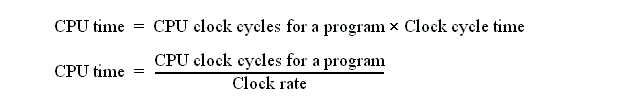 CPU time = CPU clock cycles for a program × Clock cycle time
CPU time = CPU clock cycles for a program
Clock rate